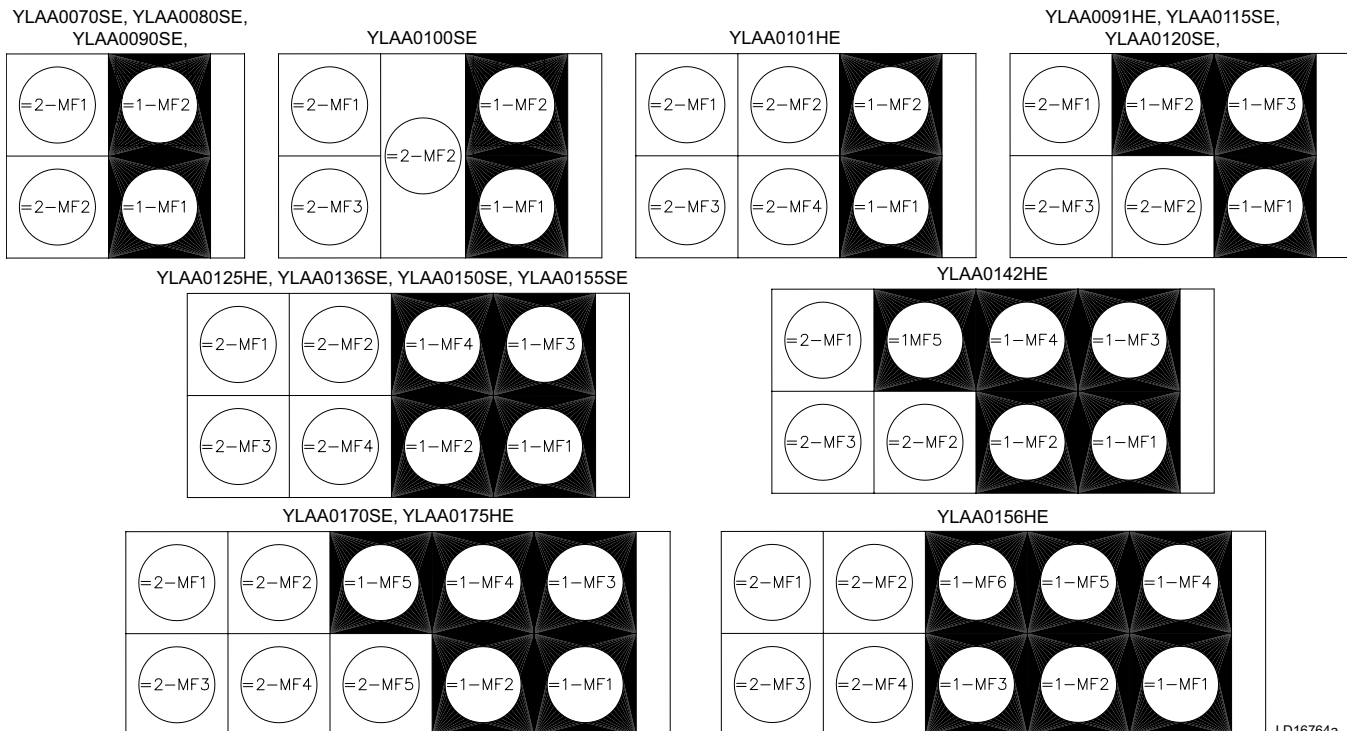 YLAA0070SE, YLAA0080SE,
YLAA0090SE,
=2-MF1 =1-MF2
=2-MF2 =1-MF1
YLAA0100SE
=2-MF1 =1-MF2
=2-MF2
=2-MF3 =1-MF1
YLAA0101HE
=2-MF1 =2-MF2 =1-MF2
=2-MF3 =2-MF4 =1-MF1
YLAA0091HE, YLAA0115SE,
YLAA0120SE,
=2-MF1 =1-MF2 =1-MF3
=2-MF3 =2-MF2 =1-MF1
YLAA0125HE, YLAA0136SE, YLAA0150SE, YLAA0155SE
=2-MF1 =2-MF2 =1-MF4 =1-MF3
=2-MF3 =2-MF4 =1-MF2 =1-MF1
YLAA0142HE
=2-MF1 =1MF5 =1-MF4 =1-MF3
=2-MF3 =2-MF2 =1-MF2 =1-MF1
YLAA0170SE, YLAA0175HE
=2-MF1 =2-MF2 =1-MF5 =1-MF4 =1-MF3
=2-MF3 =2-MF4 =2-MF5 =1-MF2 =1-MF1
YLAA0156HE
=2-MF1 =2-MF2 =1-MF6 =1-MF5 =1-MF4
=2-MF3 =2-MF4 =1-MF3 =1-MF2 =1-MF1
LD16764a